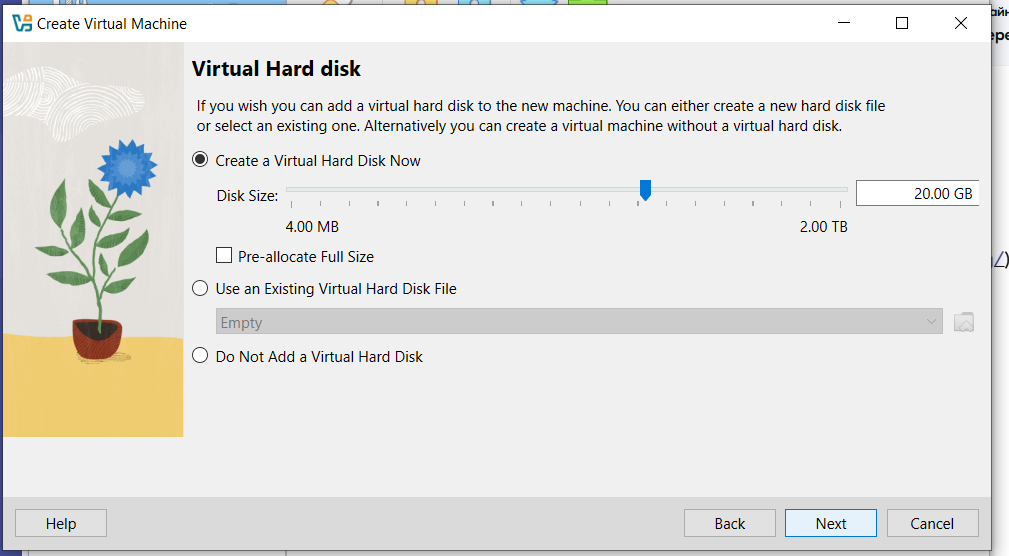 Create Virtual Machine
Virtual Hard disk
If you wish you can add a virtual hard disk to the new machine. You can either create a new hard disk file
or select an existing one. Alternatively you can create a virtual machine without a virtual hard disk.
Create a Virtual Hard Disk Now
Disk Size:
20.00 GB
4.00 MB
2.00 TB
Pre-allocate Full Size
Use an Existing Virtual Hard Disk File
Empty
Do Not Add a Virtual Hard Disk
Help
Back
Next
Cancel